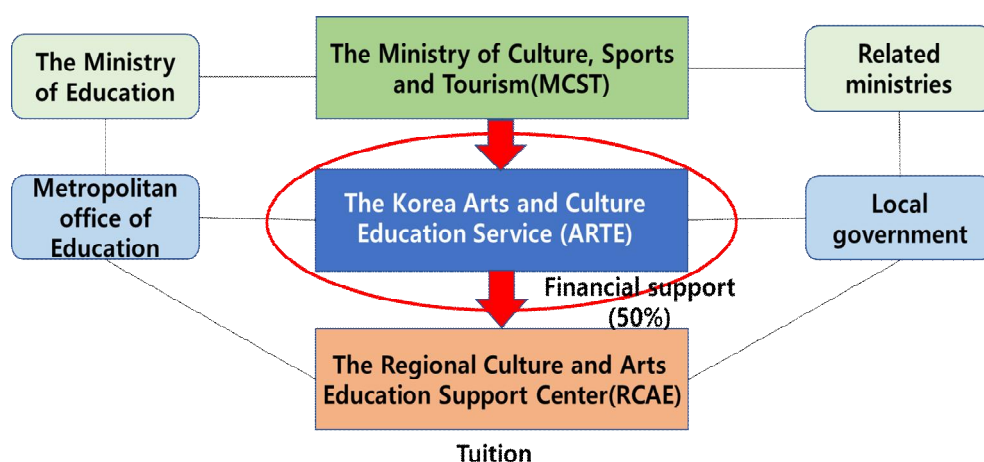 The Ministry
of Education
The Ministry of Culture, Sports
and Tourism(MCST)
Related
ministries
Metropolitan
office of
Education
The Korea Arts and Culture
Education Service (ARTE)
Local
government
Financial support
(50%)
The Regional Culture and Arts
Education Support Center(RCAE)
Tuition